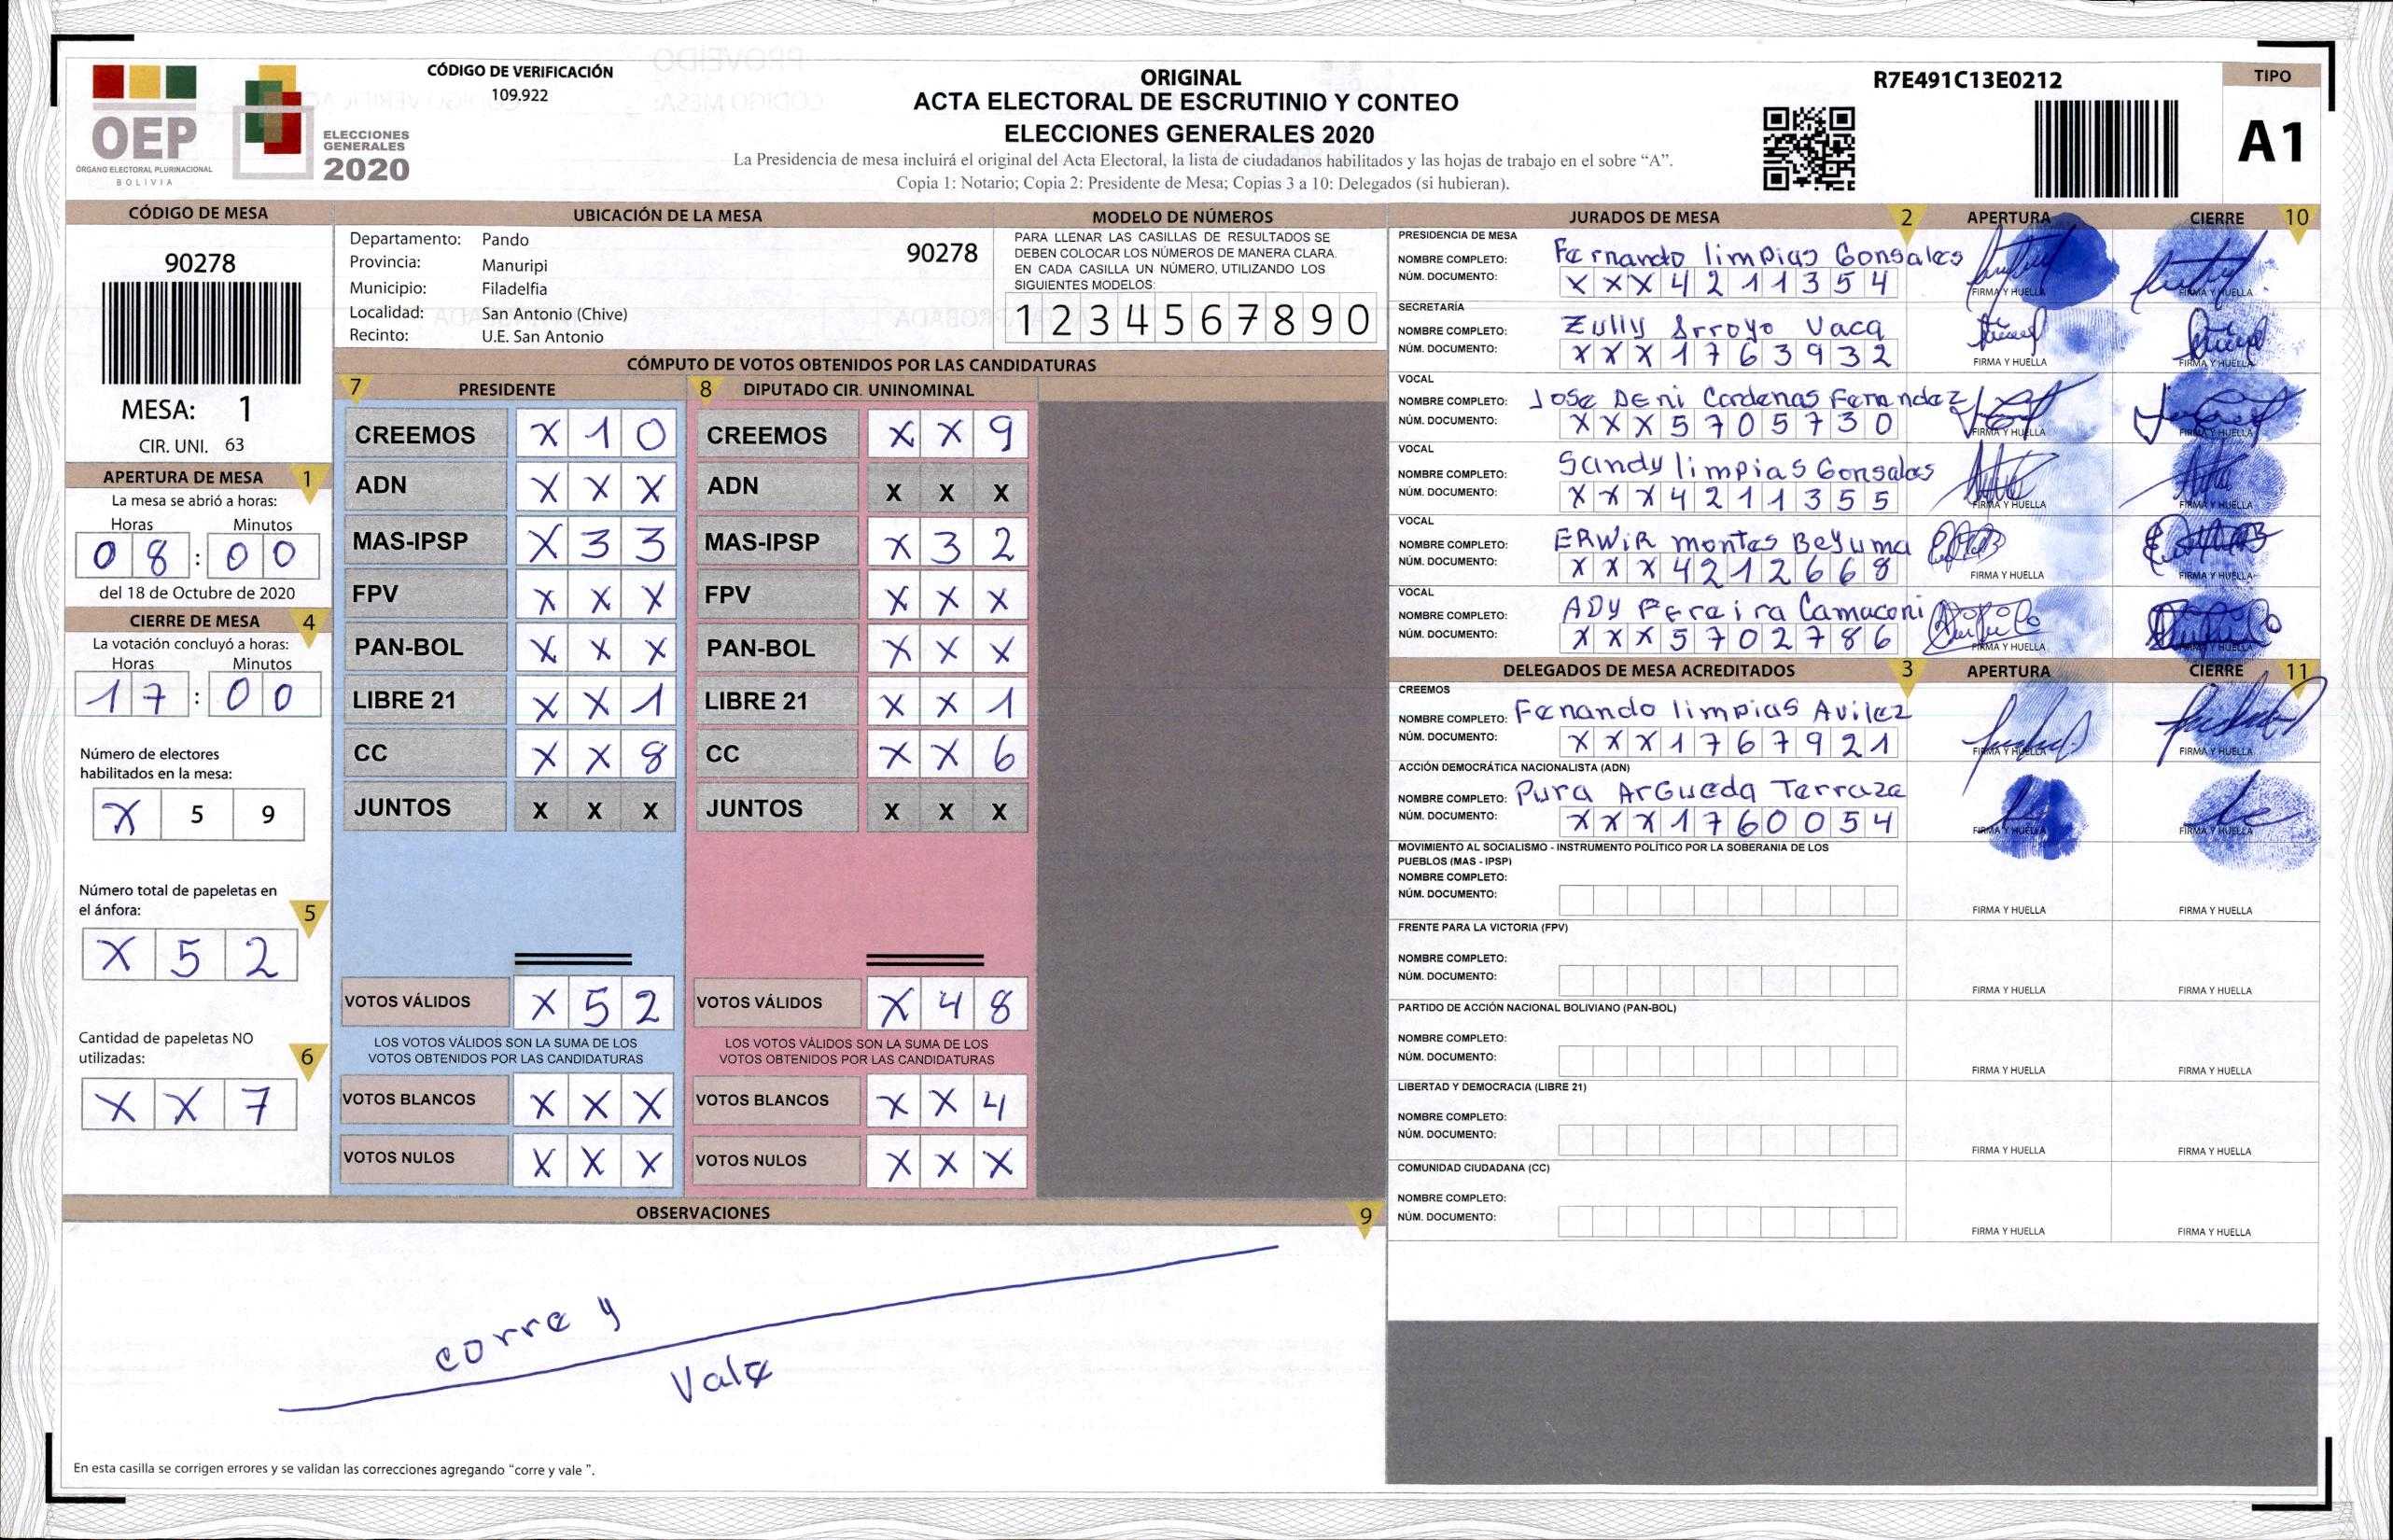 CÓDIGO DE VERIFICACIÓN
109.922
OEP
ÓRGANO ELECTORAL PLURINACIONAL
BOLIVIA
ELECCIONES
GENERALES
2020
ORIGINAL
ACTA ELECTORAL DE ESCRUTINIO Y CONTEO
ELECCIONES GENERALES 2020
La Presidencia de mesa incluirá el original del Acta Electoral, la lista de ciudadanos habilitados y las hojas de trabajo en el sobre “A”.
Copia 1: Notario; Copia 2: Presidente de Mesa; Copias 3 a 10: Delegados (si hubieran).
R7E491C13E0212
TIPO
A1
CÓDIGO DE MESA
90278
MESA: 1
CIR. UNI. 63
APERTURA DE MESA 1
La mesa se abrió a horas:
Horas Minutos
0 8 : 0 0
del 18 de Octubre de 2020
CIERRE DE MESA 4
La votación concluyó a horas:
Horas Minutos
1 7 : 0 0
Número de electores
habilitados en la mesa:
X 5 9
Número total de papeletas en
el ánfora: 5
X 5 2
Cantidad de papeletas NO
utilizadas: 6
X X 7
UBICACIÓN DE LA MESA
Departamento: Pando 90278
Provincia: Manuripi
Municipio: Filadelfia
Localidad: San Antonio (Chive)
Recinto: U.E. San Antonio
MODELO DE NÚMEROS
PARA LLENAR LAS CASILLAS DE RESULTADOS SE
DEBEN COLOCAR LOS NÚMEROS DE MANERA CLARA.
EN CADA CASILLA UN NÚMERO, UTILIZANDO LOS
SIGUIENTES MODELOS:
1 2 3 4 5 6 7 8 9 0
CÓMPUTO DE VOTOS OBTENIDOS POR LAS CANDIDATURAS
7 PRESIDENTE
CREEMOS X 1 0
ADN X X X
MAS-IPSP X 3 3
FPV X X X
PAN-BOL X X X
LIBRE 21 X X 1
CC X X 8
JUNTOS X X X
VOTOS VÁLIDOS X 5 2
LOS VOTOS VÁLIDOS SON LA SUMA DE LOS
VOTOS OBTENIDOS POR LAS CANDIDATURAS
VOTOS BLANCOS X X X
VOTOS NULOS X X X
8 DIPUTADO CIR. UNINOMINAL
CREEMOS X X 9
ADN X X X
MAS-IPSP X 3 2
FPV X X X
PAN-BOL X X X
LIBRE 21 X X 1
CC X X 6
JUNTOS X X X
VOTOS VÁLIDOS X 4 8
LOS VOTOS VÁLIDOS SON LA SUMA DE LOS
VOTOS OBTENIDOS POR LAS CANDIDATURAS
VOTOS BLANCOS X X 4
VOTOS NULOS X X X
OBSERVACIONES 9
corre y
Vale
En esta casilla se corrigen errores y se validan las correcciones agregando “corre y vale ”.
JURADOS DE MESA 2 APERTURA CIERRE 10
PRESIDENCIA DE MESA
NOMBRE COMPLETO: Fernando limpias Gonsales
NÚM. DOCUMENTO: X X X 4 2 1 1 3 5 4
FIRMA Y HUELLA FIRMA Y HUELLA
SECRETARÍA
NOMBRE COMPLETO: Zully Arroyo Vaca
NÚM. DOCUMENTO: X X X 1 7 6 3 9 3 2
FIRMA Y HUELLA FIRMA Y HUELLA
VOCAL
NOMBRE COMPLETO: Jose DEni Cardenas Fernandez
NÚM. DOCUMENTO: X X X 5 7 0 5 7 3 0
FIRMA Y HUELLA FIRMA Y HUELLA
VOCAL
NOMBRE COMPLETO: Sandy limpias Gonsales
NÚM. DOCUMENTO: X X X 4 2 1 1 3 5 5
FIRMA Y HUELLA FIRMA Y HUELLA
VOCAL
NOMBRE COMPLETO: ERWiR montes Beyuma
NÚM. DOCUMENTO: X X X 4 2 1 2 6 6 8
FIRMA Y HUELLA FIRMA Y HUELLA
VOCAL
NOMBRE COMPLETO: ADy PEreira Camaconi
NÚM. DOCUMENTO: X X X 5 7 0 2 7 8 6
FIRMA Y HUELLA FIRMA Y HUELLA
DELEGADOS DE MESA ACREDITADOS 3 APERTURA CIERRE 11
CREEMOS
NOMBRE COMPLETO: Fenando limpias Avilez
NÚM. DOCUMENTO: X X X 1 7 6 7 9 2 1
FIRMA Y HUELLA FIRMA Y HUELLA
ACCIÓN DEMOCRÁTICA NACIONALISTA (ADN)
NOMBRE COMPLETO: Pura ArGueda Terraza
NÚM. DOCUMENTO: X X X 1 7 6 0 0 5 4
FIRMA Y HUELLA FIRMA Y HUELLA
MOVIMIENTO AL SOCIALISMO - INSTRUMENTO POLÍTICO POR LA SOBERANIA DE LOS
PUEBLOS (MAS - IPSP)
NOMBRE COMPLETO:
NÚM. DOCUMENTO:
FIRMA Y HUELLA FIRMA Y HUELLA
FRENTE PARA LA VICTORIA (FPV)
NOMBRE COMPLETO:
NÚM. DOCUMENTO:
FIRMA Y HUELLA FIRMA Y HUELLA
PARTIDO DE ACCIÓN NACIONAL BOLIVIANO (PAN-BOL)
NOMBRE COMPLETO:
NÚM. DOCUMENTO:
FIRMA Y HUELLA FIRMA Y HUELLA
LIBERTAD Y DEMOCRACIA (LIBRE 21)
NOMBRE COMPLETO:
NÚM. DOCUMENTO:
FIRMA Y HUELLA FIRMA Y HUELLA
COMUNIDAD CIUDADANA (CC)
NOMBRE COMPLETO:
NÚM. DOCUMENTO:
FIRMA Y HUELLA FIRMA Y HUELLA